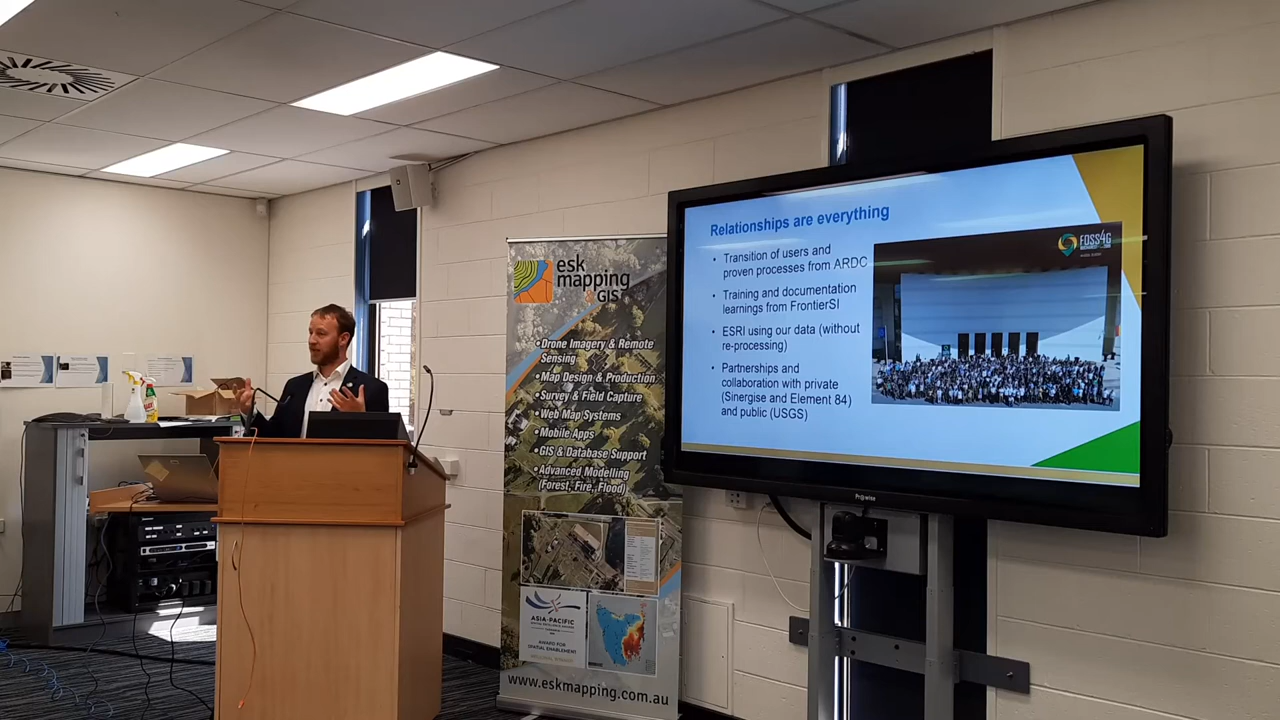 esk
mapping
& GIS
• Drone Imagery & Remote
Sensing
• Map Design & Production
• Survey & Field Capture
• Web Map Systems
• Mobile Apps
• GIS & Database Support
• Advanced Modelling
(Forest, Fire, Flood)
ASIA-PACIFIC
AWARD FOR
SPATIAL ENABLEMENT
www.eskmapping.com.au
Relationships are everything
• Transition of users and
proven processes from ARDC
• Training and documentation
learnings from FrontierSI
• ESRI using our data (without
re-processing)
• Partnerships and
collaboration with private
(Sinergise and Element 84)
and public (USGS)
FOSS4G